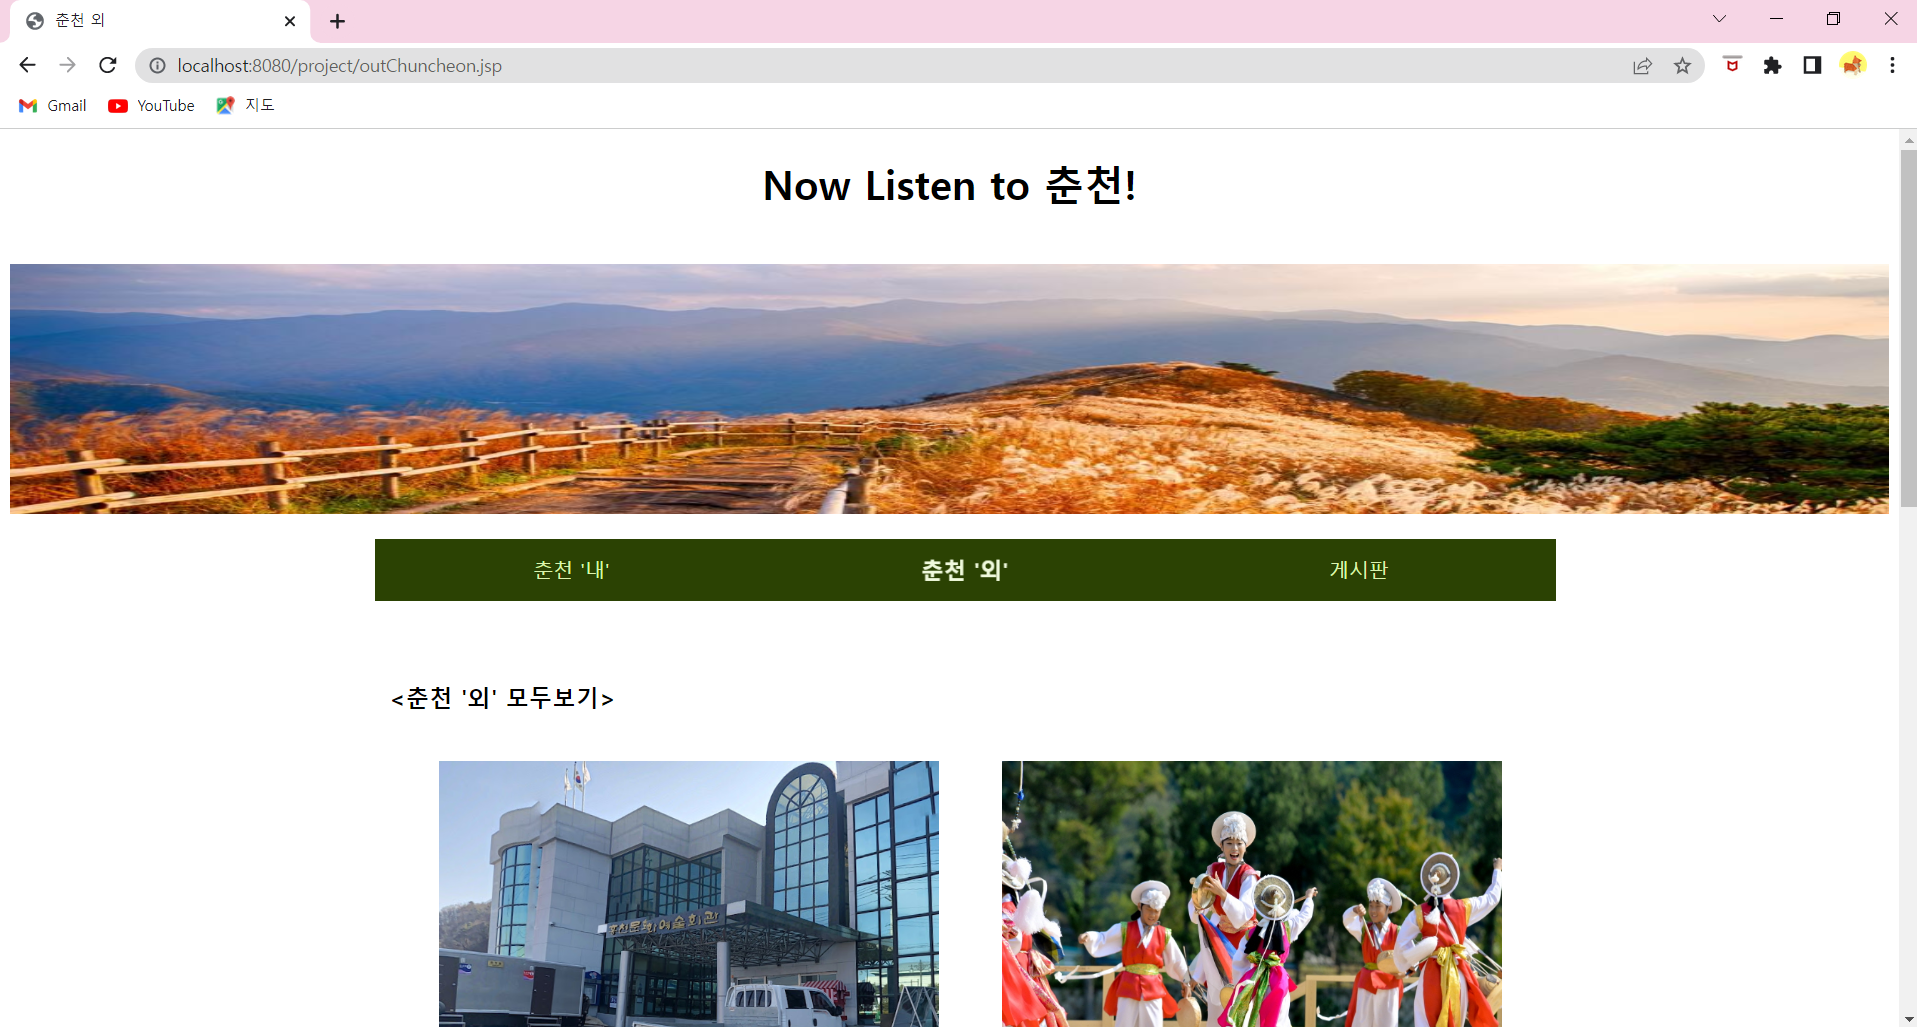 춘천 외
localhost:8080/project/outChuncheon.jsp
Gmail YouTube 지도
Now Listen to 춘천!
춘천 '내' 춘천 '외' 게시판
<춘천 '외' 모두보기>
홍천문화예술회관